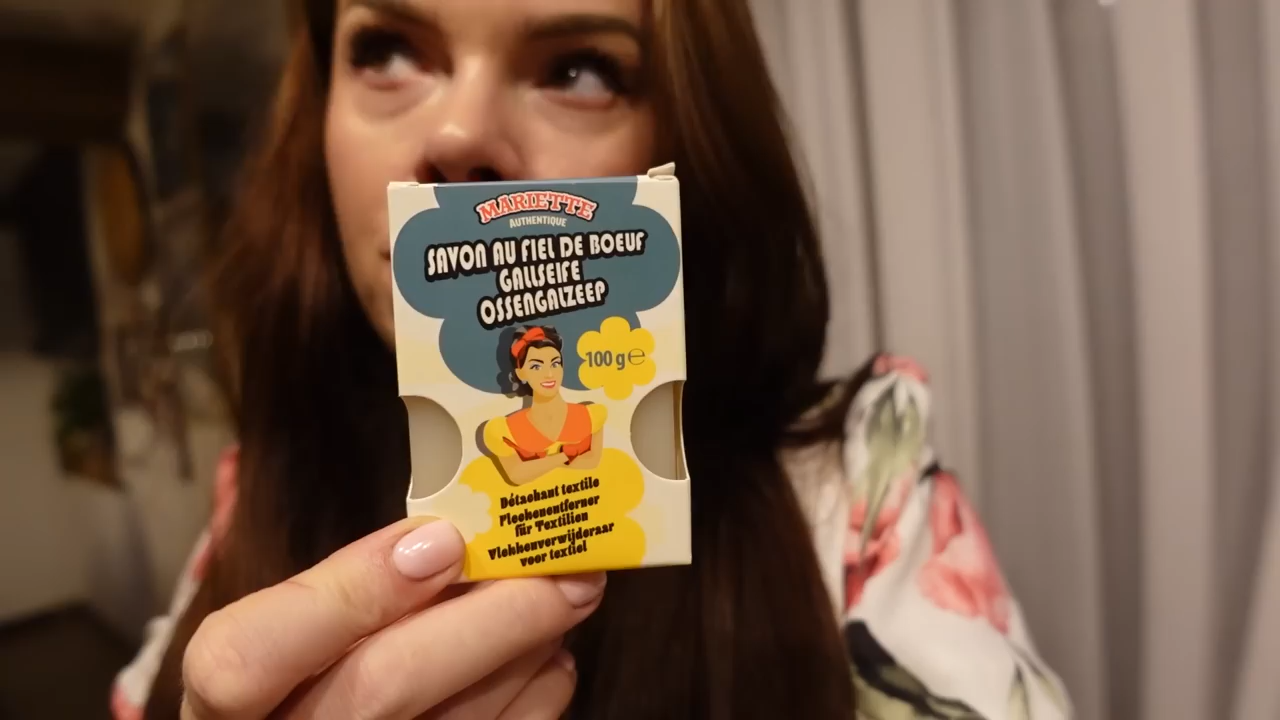 MARIETTE
AUTHENTIQUE
SAVON AU FIEL DE BOEUF
GALLSEIFE
OSSENGALZEEP
100 g ℮
Détachant textile
Fleckenentferner
für Textilien
Vlekkenverwijderaar
voor textiel